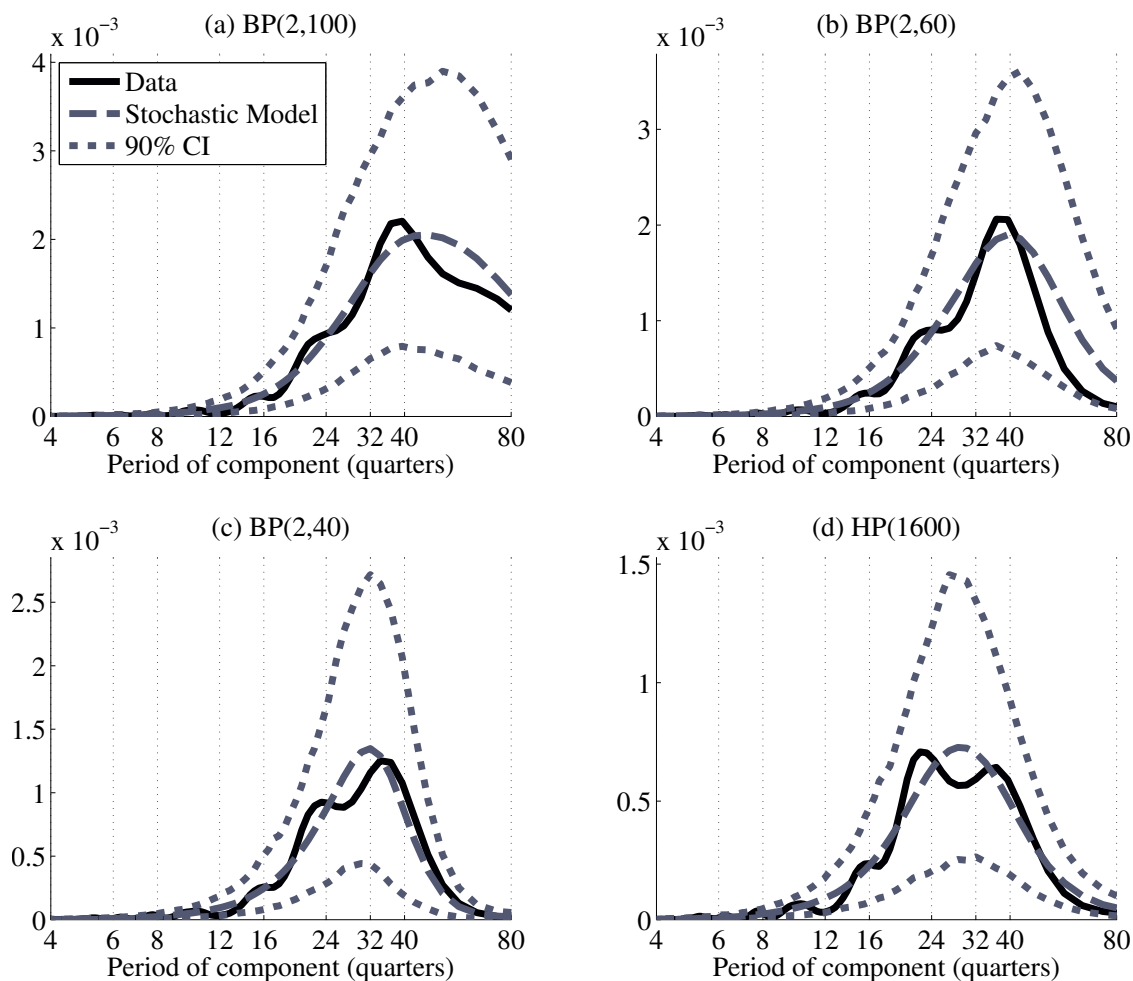 (a) BP(2,100)
x 10⁻³
4
3
2
1
0
Data
Stochastic Model
90% CI
4 6 8 12 16 24 32 40 80
Period of component (quarters)
(b) BP(2,60)
x 10⁻³
3
2
1
0
4 6 8 12 16 24 32 40 80
Period of component (quarters)
(c) BP(2,40)
x 10⁻³
2.5
2
1.5
1
0.5
0
4 6 8 12 16 24 32 40 80
Period of component (quarters)
(d) HP(1600)
x 10⁻³
1.5
1
0.5
0
4 6 8 12 16 24 32 40 80
Period of component (quarters)